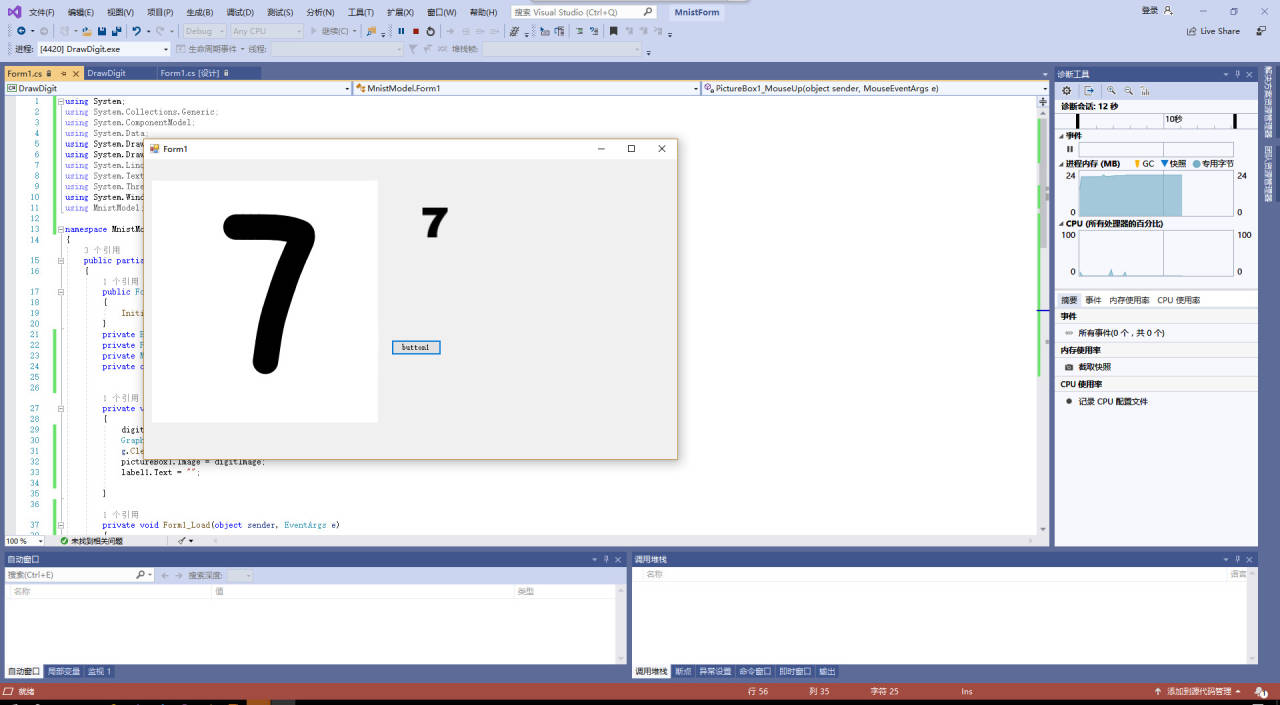 文件(F) 编辑(E) 视图(V) 项目(P) 生成(B) 调试(D) 测试(S) 分析(N) 工具(T) 扩展(X) 窗口(W) 帮助(H) 搜索 Visual Studio (Ctrl+Q) MnistForm 登录
Debug Any CPU 继续(C) Live Share
进程: [4420] DrawDigit.exe 生命周期事件 线程: 堆栈帧:
Form1.cs DrawDigit Form1.cs [设计]
DrawDigit MnistModel.Form1 PictureBox1_MouseUp(object sender, MouseEventArgs e)
1 using System;
2 using System.Collections.Generic;
3 using System.ComponentModel;
4 using System.Data;
5 using System.Draw
6 using System.Draw
7 using System.Linq
8 using System.Text
9 using System.Thre
10 using System.Wind
11 using MnistModel
12
13 namespace MnistMo
14 {
3 个引用
15 public partia
16 {
1 个引用
17 public Fo
18 {
19 Initi
20 }
21 private
22 private
23 private M
24 private c
25
26
1 个引用
27 private v
28 {
29 digit
30 Graph
31 g.Cle
32 pictureBox1.Image = digitImage;
33 label1.Text = "";
34
35 }
36
1 个引用
37 private void Form1_Load(object sender, EventArgs e)
Form1
7
7
button1
100 % 未找到相关问题
诊断工具
诊断会话: 12 秒
10秒
事件
进程内存 (MB) GC 快照 专用字节
24 24
0 0
CPU (所有处理器的百分比)
100 100
0 0
摘要 事件 内存使用率 CPU 使用率
事件
所有事件(0 个，共 0 个)
内存使用率
截取快照
CPU 使用率
记录 CPU 配置文件
解决方案资源管理器
团队资源管理器
自动窗口
搜索(Ctrl+E) 搜索深度:
名称 值 类型
自动窗口 局部变量 监视 1
调用堆栈
名称 语言
调用堆栈 断点 异常设置 命令窗口 即时窗口 输出
就绪 行 56 列 35 字符 25 Ins 添加到源代码管理 1